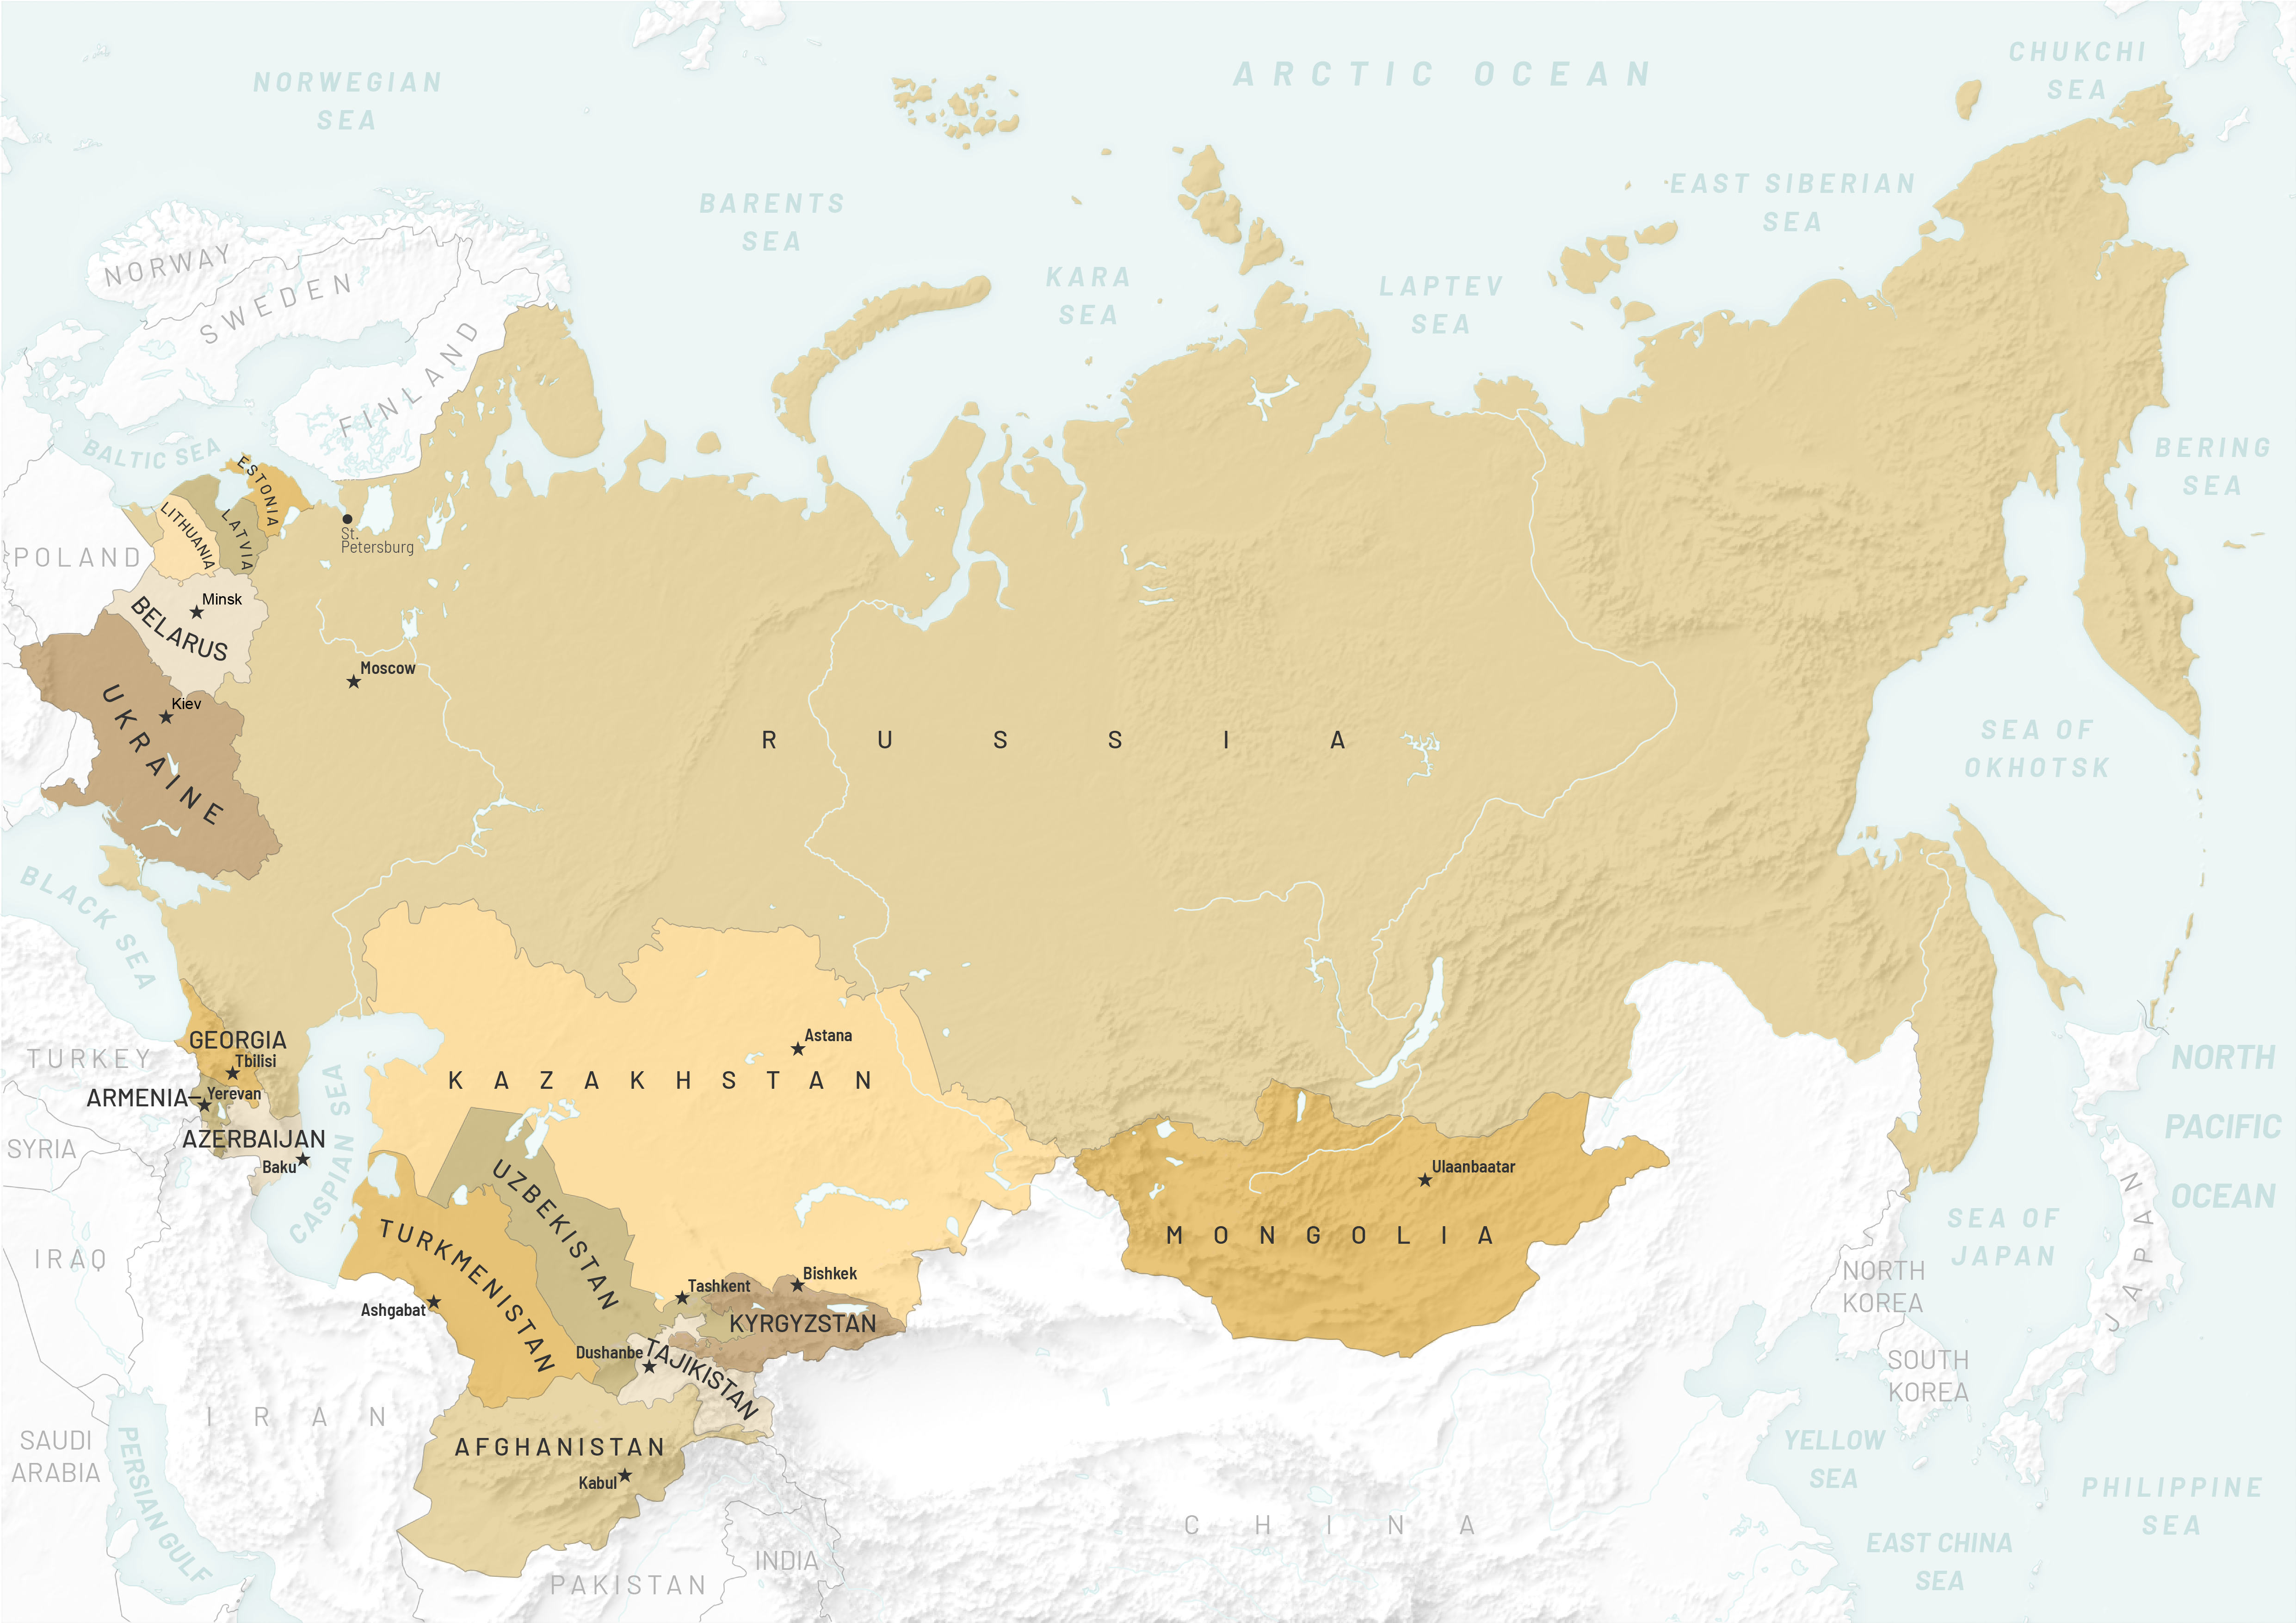 NORWEGIAN
SEA
ARCTIC OCEAN
CHUKCHI
SEA
BARENTS
SEA
EAST SIBERIAN
SEA
KARA
SEA
LAPTEV
SEA
NORWAY
SWEDEN
FINLAND
BALTIC SEA
ESTONIA
LATVIA
LITHUANIA
St.
Petersburg
BERING
SEA
POLAND
Minsk
BELARUS
Moscow
Kiev
UKRAINE
RUSSIA
SEA OF
OKHOTSK
BLACK SEA
GEORGIA
Tbilisi
TURKEY
ARMENIA
Yerevan
AZERBAIJAN
Baku
CASPIAN SEA
SYRIA
IRAQ
Astana
KAZAKHSTAN
UZBEKISTAN
TURKMENISTAN
Ashgabat
Tashkent
Bishkek
KYRGYZSTAN
Dushanbe
TAJIKISTAN
AFGHANISTAN
Kabul
Ulaanbaatar
MONGOLIA
NORTH
PACIFIC
OCEAN
SEA OF
JAPAN
JAPAN
NORTH
KOREA
SOUTH
KOREA
IRAN
SAUDI
ARABIA
PERSIAN GULF
PAKISTAN
INDIA
CHINA
YELLOW
SEA
EAST CHINA
SEA
PHILIPPINE
SEA